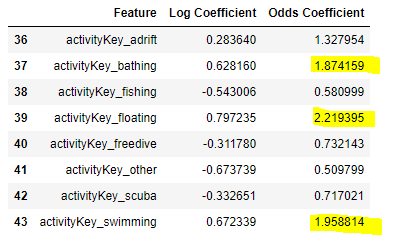 Feature Log Coefficient Odds Coefficient
36 activityKey_adrift 0.283640 1.327954
37 activityKey_bathing 0.628160 1.874159
38 activityKey_fishing -0.543006 0.580999
39 activityKey_floating 0.797235 2.219395
40 activityKey_freedive -0.311780 0.732143
41 activityKey_other -0.673739 0.509799
42 activityKey_scuba -0.332651 0.717021
43 activityKey_swimming 0.672339 1.958814